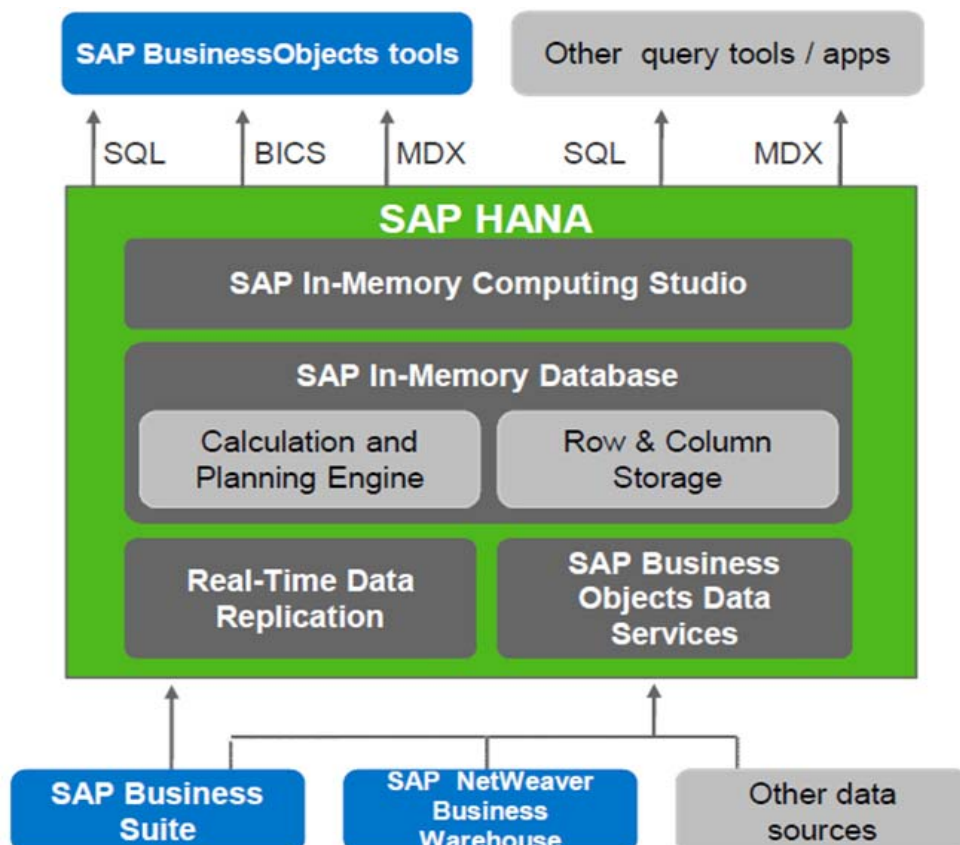 SAP BusinessObjects tools
Other query tools / apps
SQL
BICS
MDX
SQL
MDX
SAP HANA
SAP In-Memory Computing Studio
SAP In-Memory Database
Calculation and
Planning Engine
Row & Column
Storage
Real-Time Data
Replication
SAP Business
Objects Data
Services
SAP Business
Suite
SAP NetWeaver
Business
Warehouse
Other data
sources